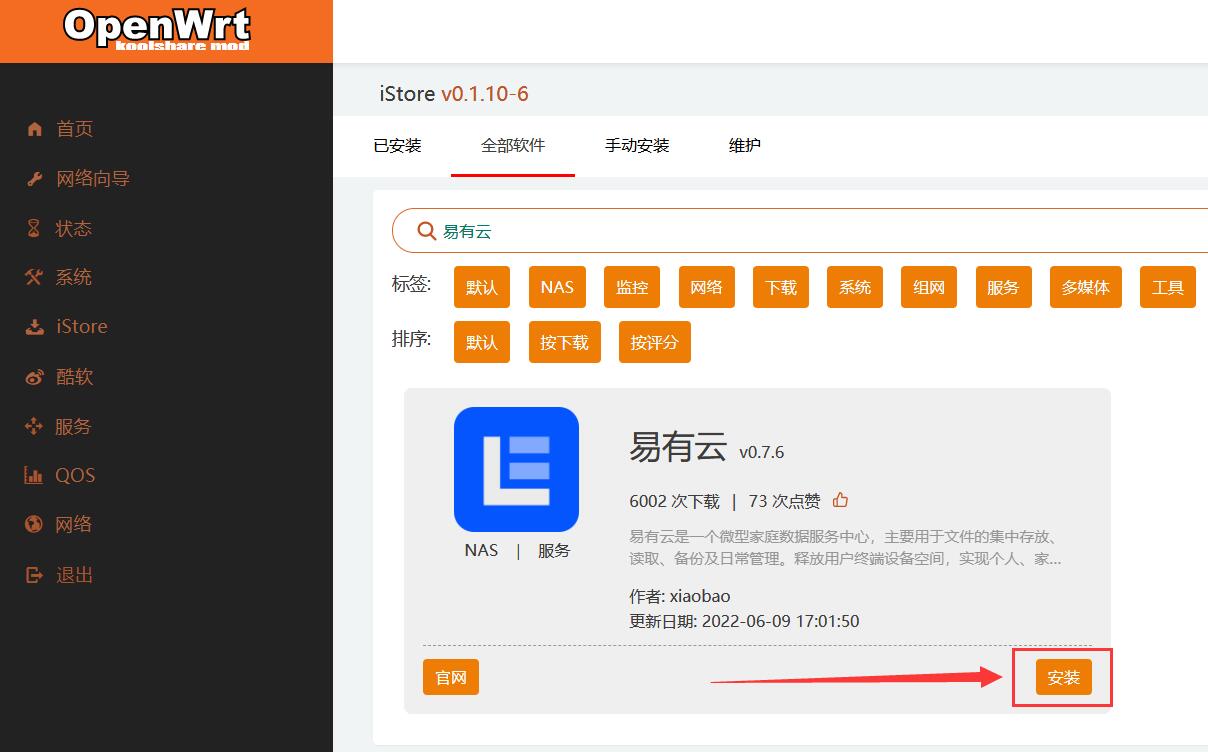 OpenWrt
koolshare mod
首页
网络向导
状态
系统
iStore
酷软
服务
QOS
网络
退出
iStore v0.1.10-6
已安装 全部软件 手动安装 维护
易有云
标签: 默认 NAS 监控 网络 下载 系统 组网 服务 多媒体 工具
排序: 默认 按下载 按评分
易有云 v0.7.6
6002 次下载 | 73 次点赞
NAS | 服务
易有云是一个微型家庭数据服务中心，主要用于文件的集中存放、
读取、备份及日常管理。释放用户终端设备空间，实现个人、家...
作者: xiaobao
更新日期: 2022-06-09 17:01:50
官网 安装